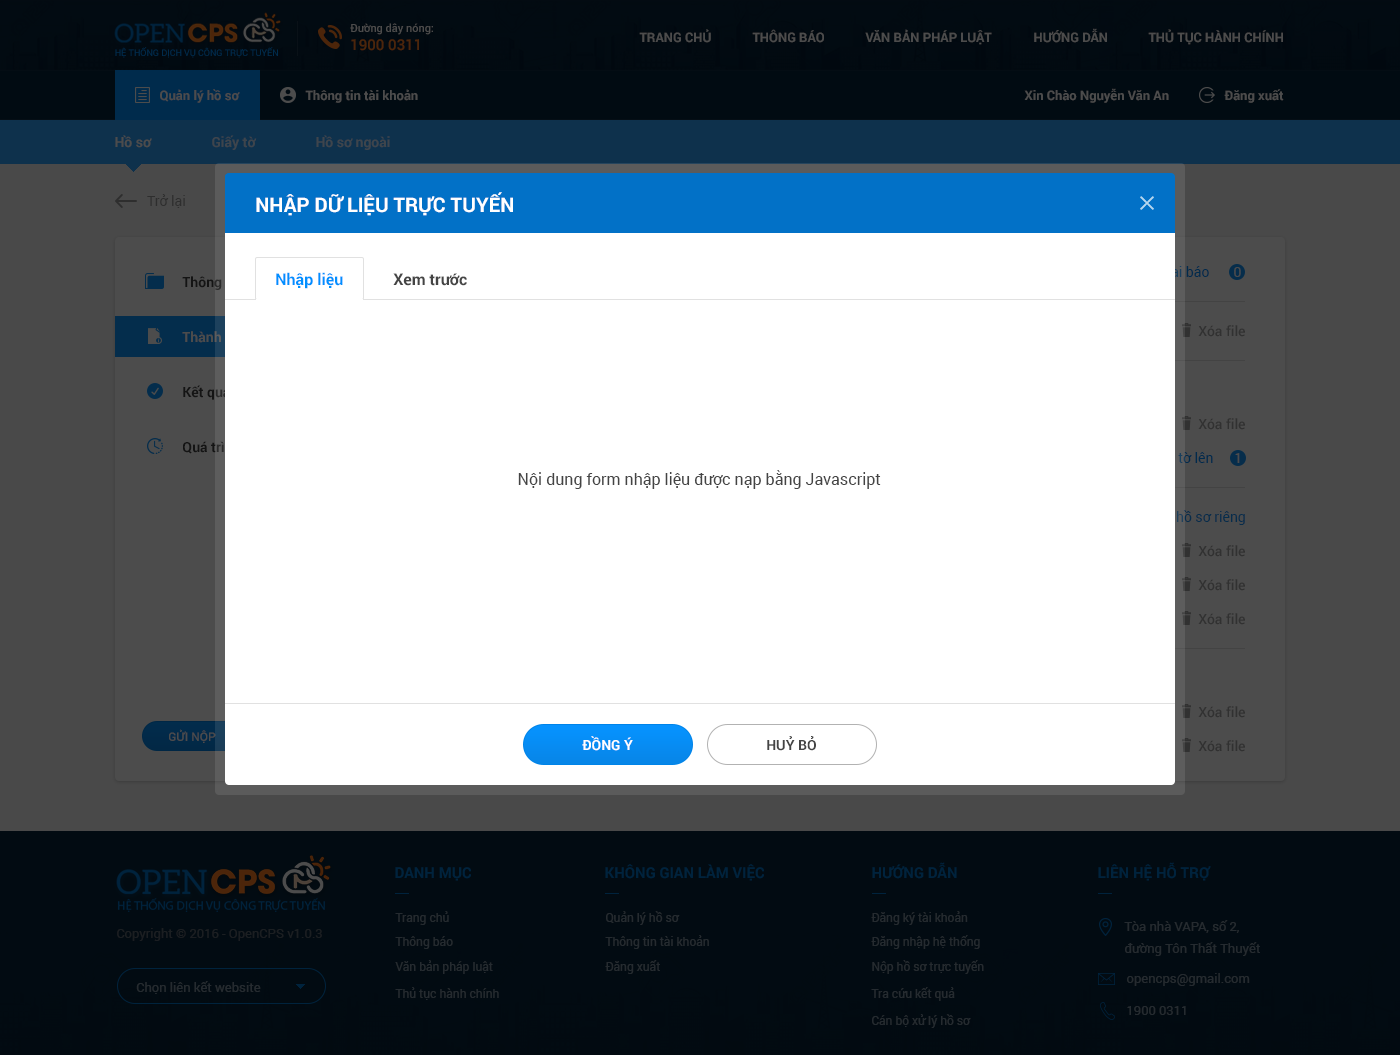 OPENCPS
HỆ THỐNG DỊCH VỤ CÔNG TRỰC TUYẾN
Đường dây nóng:
1900 0311
TRANG CHỦ
THÔNG BÁO
VĂN BẢN PHÁP LUẬT
HƯỚNG DẪN
THỦ TỤC HÀNH CHÍNH
Quản lý hồ sơ
Thông tin tài khoản
Xin Chào Nguyễn Văn An
Đăng xuất
Hồ sơ
Giấy tờ
Hồ sơ ngoài
Trở lại
NHẬP DỮ LIỆU TRỰC TUYẾN
Nhập liệu
Xem trước
Nội dung form nhập liệu được nạp bằng Javascript
ĐỒNG Ý
HUỶ BỎ
Thông
Thành
Kết quả
Quá trì
GỬI NỘP
ai báo 0
Xóa file
Xóa file
tờ lên 1
hồ sơ riêng
Xóa file
Xóa file
Xóa file
Xóa file
Xóa file
OPENCPS
HỆ THỐNG DỊCH VỤ CÔNG TRỰC TUYẾN
Copyright © 2016 - OpenCPS v1.0.3
Chọn liên kết website
DANH MỤC
Trang chủ
Thông báo
Văn bản pháp luật
Thủ tục hành chính
KHÔNG GIAN LÀM VIỆC
Quản lý hồ sơ
Thông tin tài khoản
Đăng xuất
HƯỚNG DẪN
Đăng ký tài khoản
Đăng nhập hệ thống
Nộp hồ sơ trực tuyến
Tra cứu kết quả
Cán bộ xử lý hồ sơ
LIÊN HỆ HỖ TRỢ
Tòa nhà VAPA, số 2,
đường Tôn Thất Thuyết
opencps@gmail.com
1900 0311